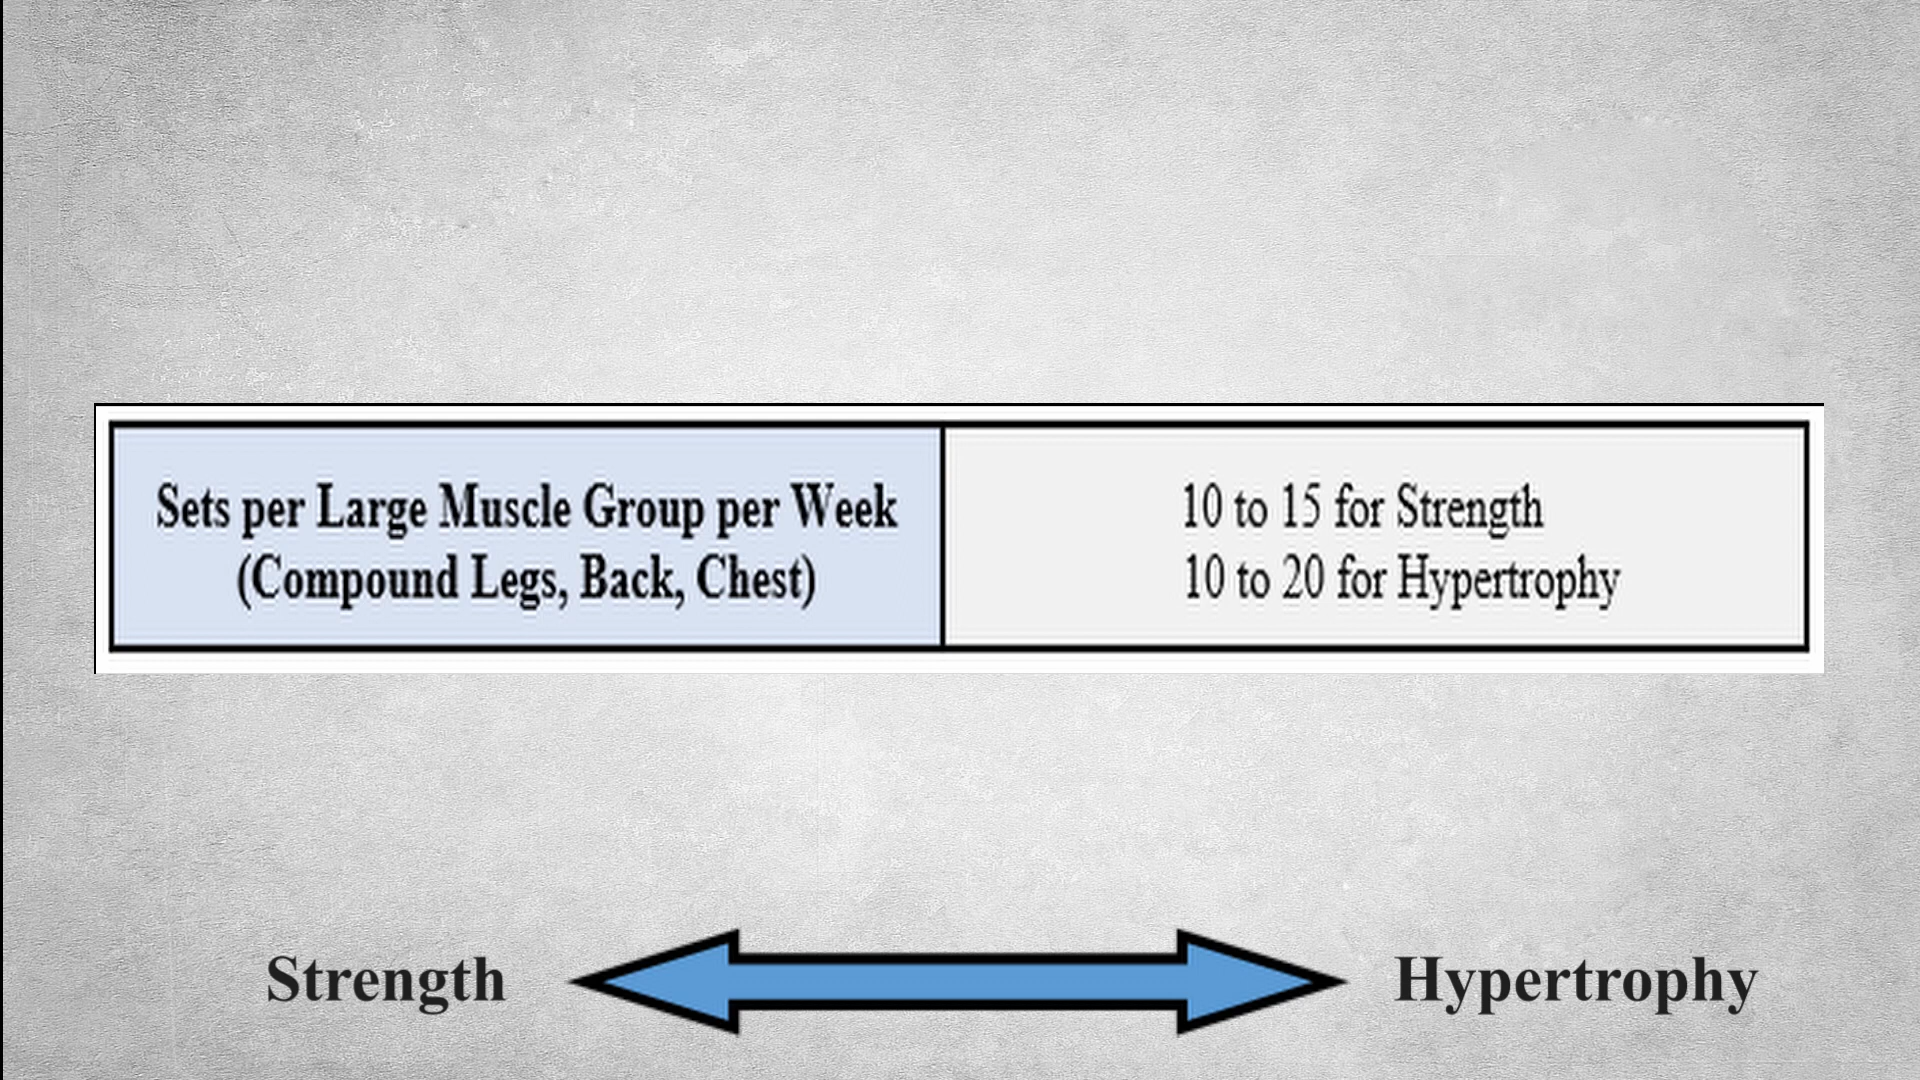 Sets per Large Muscle Group per Week
(Compound Legs, Back, Chest)
10 to 15 for Strength
10 to 20 for Hypertrophy
Strength
Hypertrophy